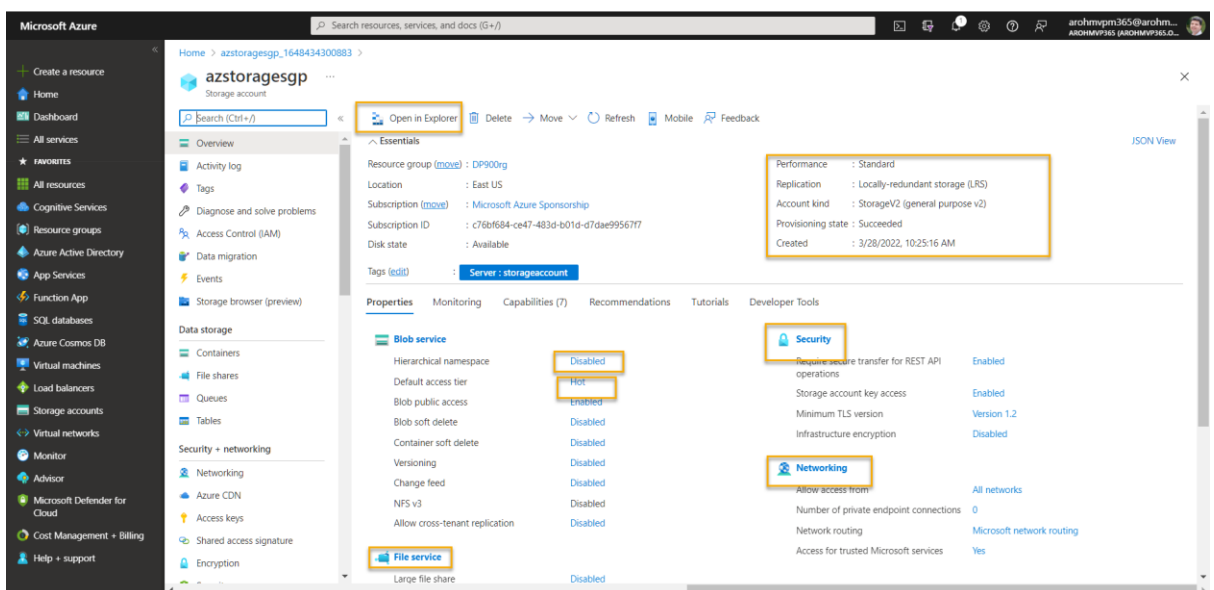 Microsoft Azure
Search resources, services, and docs (G+/)
1
arohmvpm365@arohm...
AROHMVP365 (AROHMVP365.O...
Create a resource
Home
Dashboard
All services
FAVORITES
All resources
Cognitive Services
Resource groups
Azure Active Directory
App Services
Function App
SQL databases
Azure Cosmos DB
Virtual machines
Load balancers
Storage accounts
Virtual networks
Monitor
Advisor
Microsoft Defender for
Cloud
Cost Management + Billing
Help + support
Home > azstoragesgp_1648434300883 >
azstoragesgp ...
Storage account
Search (Ctrl+/)
Overview
Activity log
Tags
Diagnose and solve problems
Access Control (IAM)
Data migration
Events
Storage browser (preview)
Data storage
Containers
File shares
Queues
Tables
Security + networking
Networking
Azure CDN
Access keys
Shared access signature
Encryption
Open in Explorer Delete Move Refresh Mobile Feedback
Essentials
JSON View
Resource group (move) : DP900rg
Location : East US
Subscription (move) : Microsoft Azure Sponsorship
Subscription ID : c76bf684-ce47-483d-b01d-d7dae99567f7
Disk state : Available
Performance : Standard
Replication : Locally-redundant storage (LRS)
Account kind : StorageV2 (general purpose v2)
Provisioning state : Succeeded
Created : 3/28/2022, 10:25:16 AM
Tags (edit) : Server : storageaccount
Properties Monitoring Capabilities (7) Recommendations Tutorials Developer Tools
Blob service
Hierarchical namespace Disabled
Default access tier Hot
Blob public access Enabled
Blob soft delete Disabled
Container soft delete Disabled
Versioning Disabled
Change feed Disabled
NFS v3 Disabled
Allow cross-tenant replication Disabled
File service
Large file share Disabled
Security
Require secure transfer for REST API Enabled
operations
Storage account key access Enabled
Minimum TLS version Version 1.2
Infrastructure encryption Disabled
Networking
Allow access from All networks
Number of private endpoint connections 0
Network routing Microsoft network routing
Access for trusted Microsoft services Yes